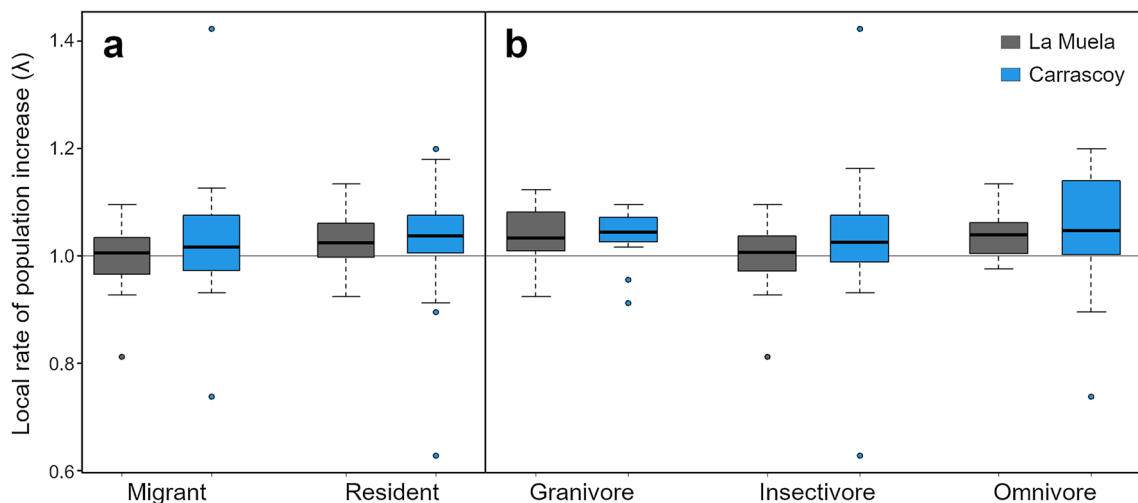 Local rate of population increase (λ)
1.4
1.2
1.0
0.8
0.6
a
b
La Muela
Carrascoy
Migrant
Resident
Granivore
Insectivore
Omnivore